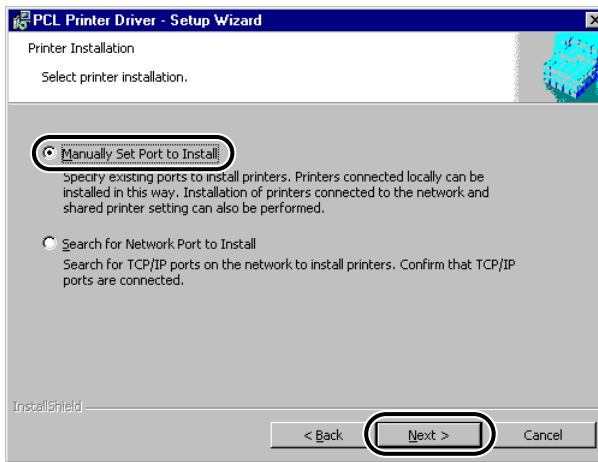 PCL Printer Driver - Setup Wizard
Printer Installation
Select printer installation.
Manually Set Port to Install
Specify existing ports to install printers. Printers connected locally can be
installed in this way. Installation of printers connected to the network and
shared printer setting can also be performed.
Search for Network Port to Install
Search for TCP/IP ports on the network to install printers. Confirm that TCP/IP
ports are connected.
InstallShield
< Back Next > Cancel